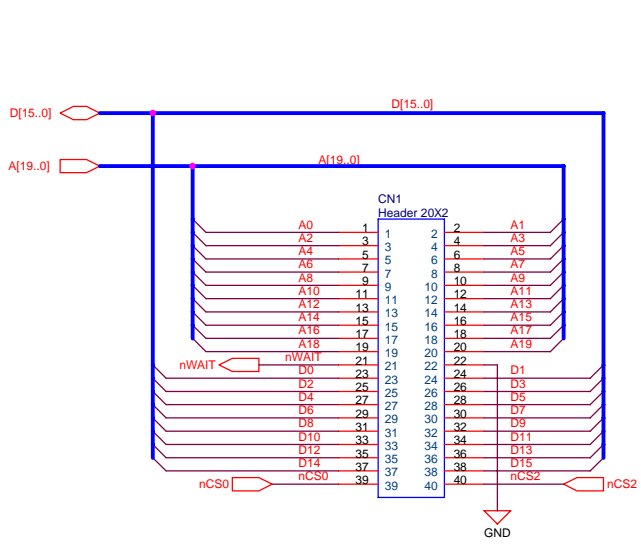 D[15..0]
D[15..0]
A[19..0]
A[19..0]
CN1
Header 20X2
A0 1 1 2 2 A1
A2 3 3 4 4 A3
A4 5 5 6 6 A5
A6 7 7 8 8 A7
A8 9 9 10 10 A9
A10 11 11 12 12 A11
A12 13 13 14 14 A13
A14 15 15 16 16 A15
A16 17 17 18 18 A17
A18 19 19 20 20 A19
nWAIT nWAIT 21 21 22 22
D0 23 23 24 24 D1
D2 25 25 26 26 D3
D4 27 27 28 28 D5
D6 29 29 30 30 D7
D8 31 31 32 32 D9
D10 33 33 34 34 D11
D12 35 35 36 36 D13
D14 37 37 38 38 D15
nCS0 nCS0 39 39 40 40 nCS2 nCS2
GND